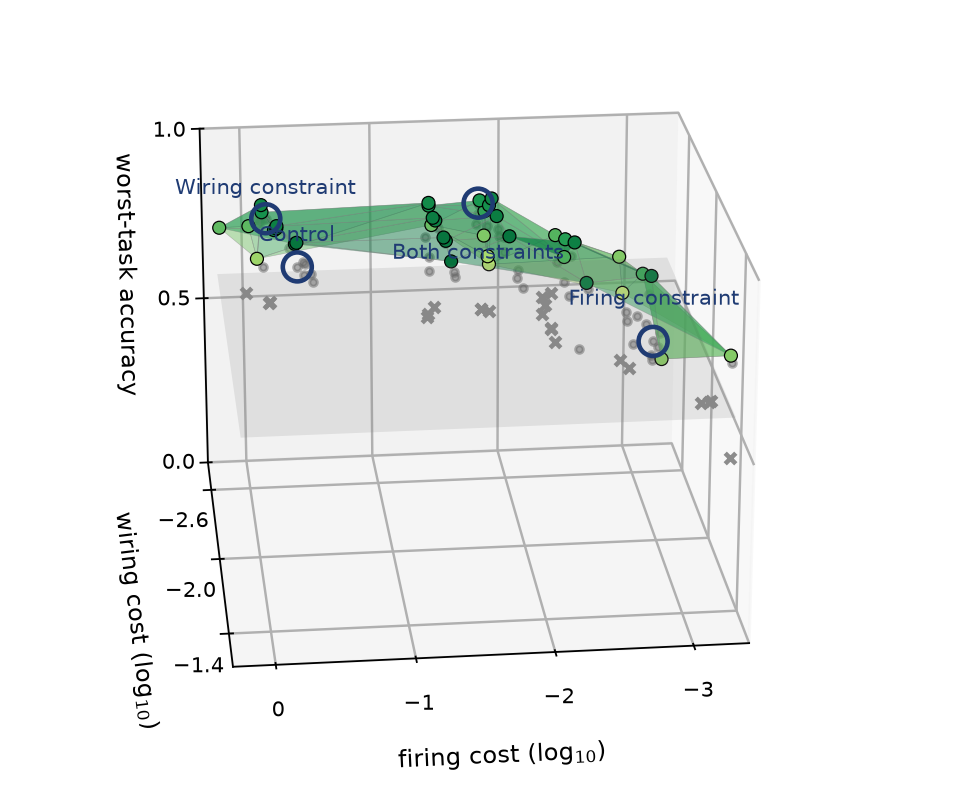 1.0
Wiring constraint
Control
Both constraints
0.5
Firing constraint
worst-task accuracy
0.0
−2.6
−2.0
−1.4
wiring cost (log₁₀)
0
−1
−2
−3
firing cost (log₁₀)